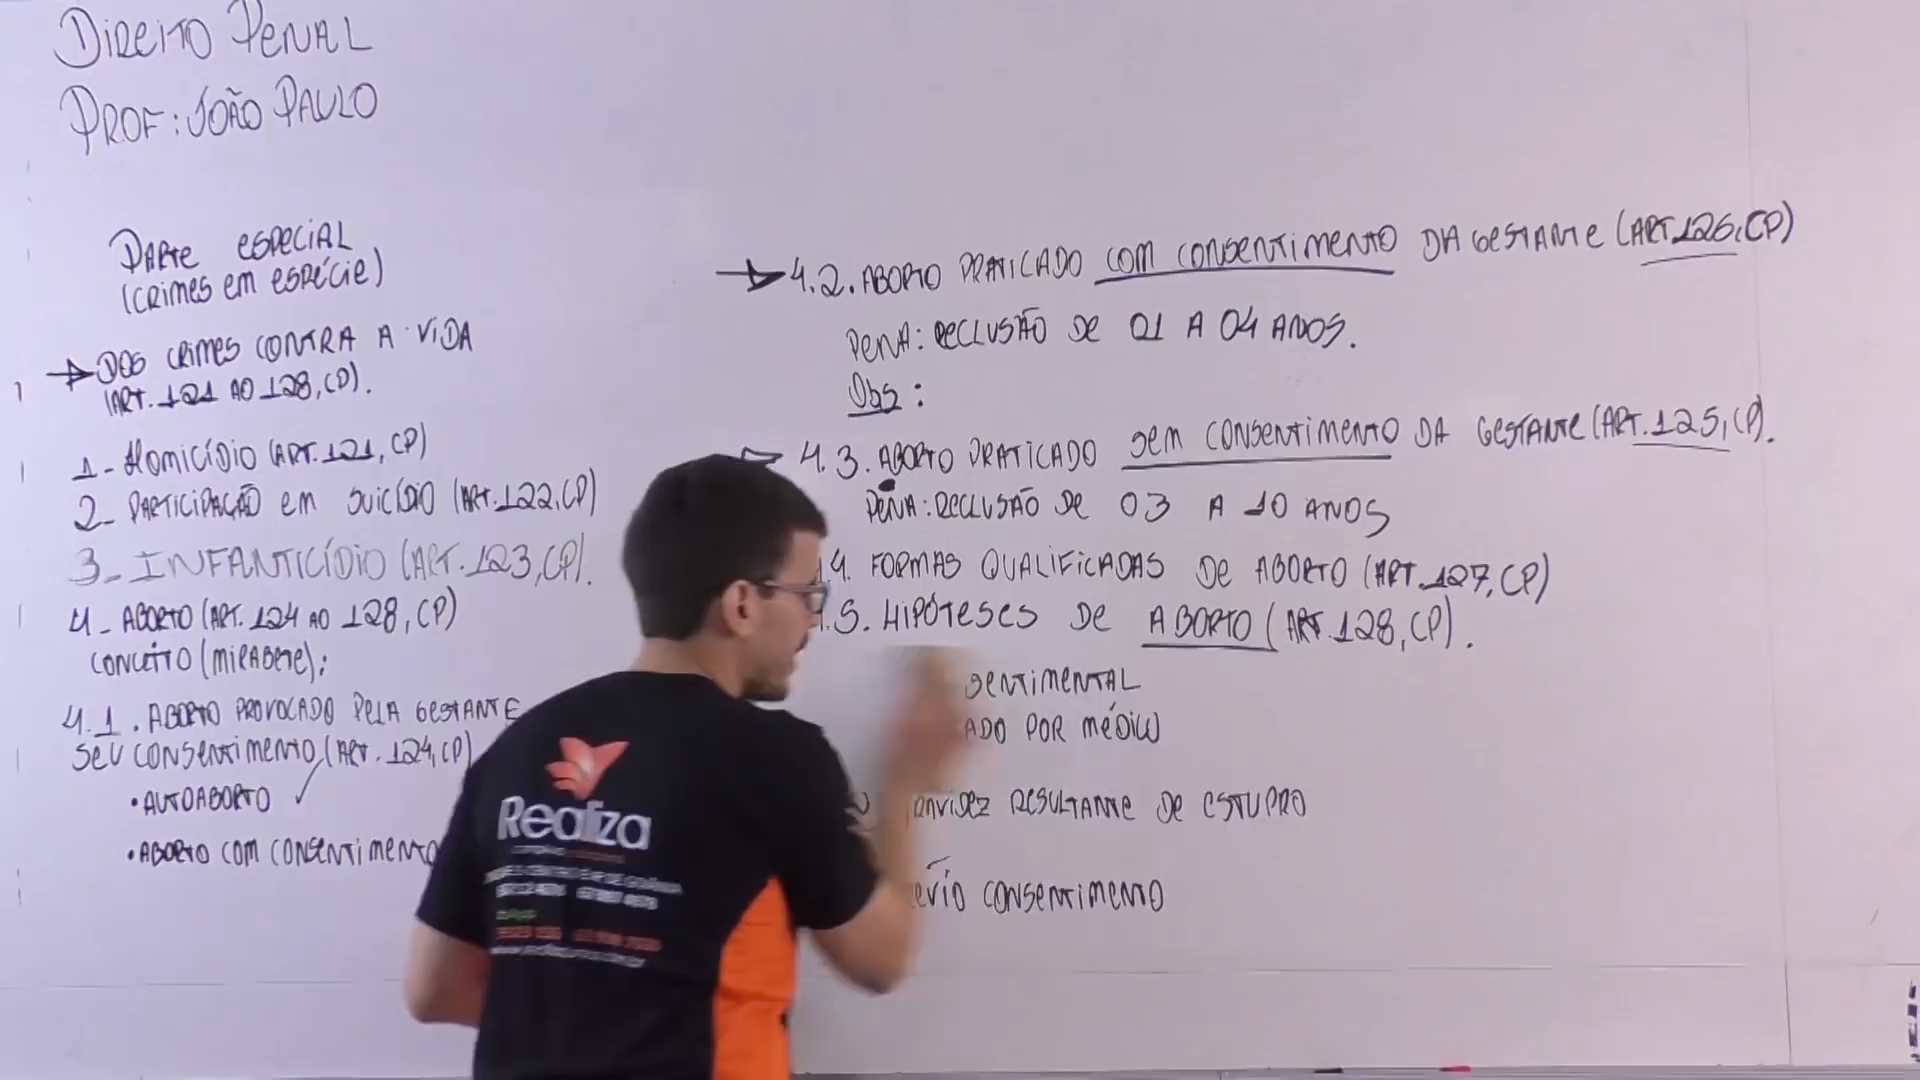 DIREITO PENAL
PROF: JOÃO PAULO
PARTE ESPECIAL
(CRIMES EM ESPÉCIE)
DOS CRIMES CONTRA A VIDA
(ART. 121 AO 128, CP).
1- HOMICÍDIO (ART. 121, CP)
2- PARTICIPAÇÃO EM SUICÍDIO (ART. 122, CP)
3- INFANTICÍDIO (ART. 123, CP).
4- ABORTO (ART. 124 AO 128, CP)
CONCEITO (MIRABETE):
4.1. ABORTO PROVOCADO PELA GESTANTE
SEU CONSENTIMENTO (ART. 124, CP)
• AUTOABORTO ✓
• ABORTO COM CONSENTIMENTO
4.2. ABORTO PRATICADO COM CONSENTIMENTO DA GESTANTE (ART. 126, CP)
PENA: RECLUSÃO DE 01 A 04 ANOS.
Obs:
4.3. ABORTO PRATICADO SEM CONSENTIMENTO DA GESTANTE (ART. 125, CP).
PENA: RECLUSÃO DE 03 A 10 ANOS
.4. FORMAS QUALIFICADAS DE ABORTO (ART. 127, CP)
.5. HIPÓTESES DE ABORTO (ART. 128, CP).
SENTIMENTAL
ADO POR MÉDICO
RAVIDEZ RESULTANTE DE ESTUPRO
EVIO CONSENTIMENTO
Realiza